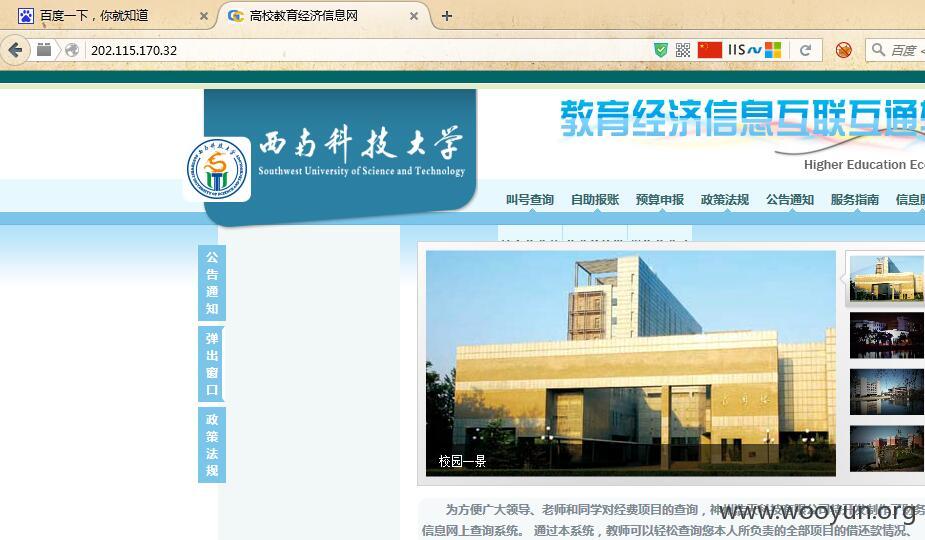 百度一下，你就知道
高校教育经济信息网
202.115.170.32
IIS
百度
西南科技大学
Southwest University of Science and Technology
教育经济信息互联互通
Higher Education Ec
叫号查询 自助报账 预算申报 政策法规 公告通知 服务指南 信息
公告通知
弹出窗口
政策法规
校园一景
为方便广大领导、老师和同学对经费项目的查询，神州
信息网上查询系统。 通过本系统，教师可以轻松查询您本人所负责的全部项目的借还款情况、
www.wooyun.org